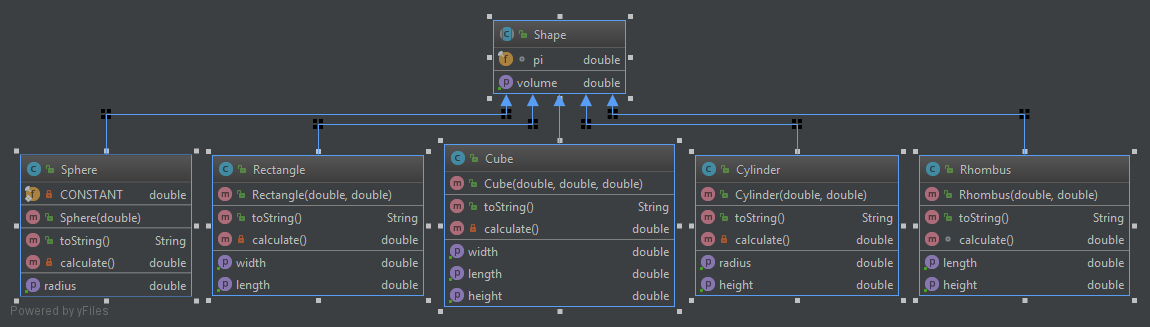 Shape
pi double
volume double
Sphere
CONSTANT double
Sphere(double)
toString() String
calculate() double
radius double
Rectangle
Rectangle(double, double)
toString() String
calculate() double
width double
length double
Cube
Cube(double, double, double)
toString() String
calculate() double
width double
length double
height double
Cylinder
Cylinder(double, double)
toString() String
calculate() double
radius double
height double
Rhombus
Rhombus(double, double)
toString() String
calculate() double
length double
height double
Powered by yFiles